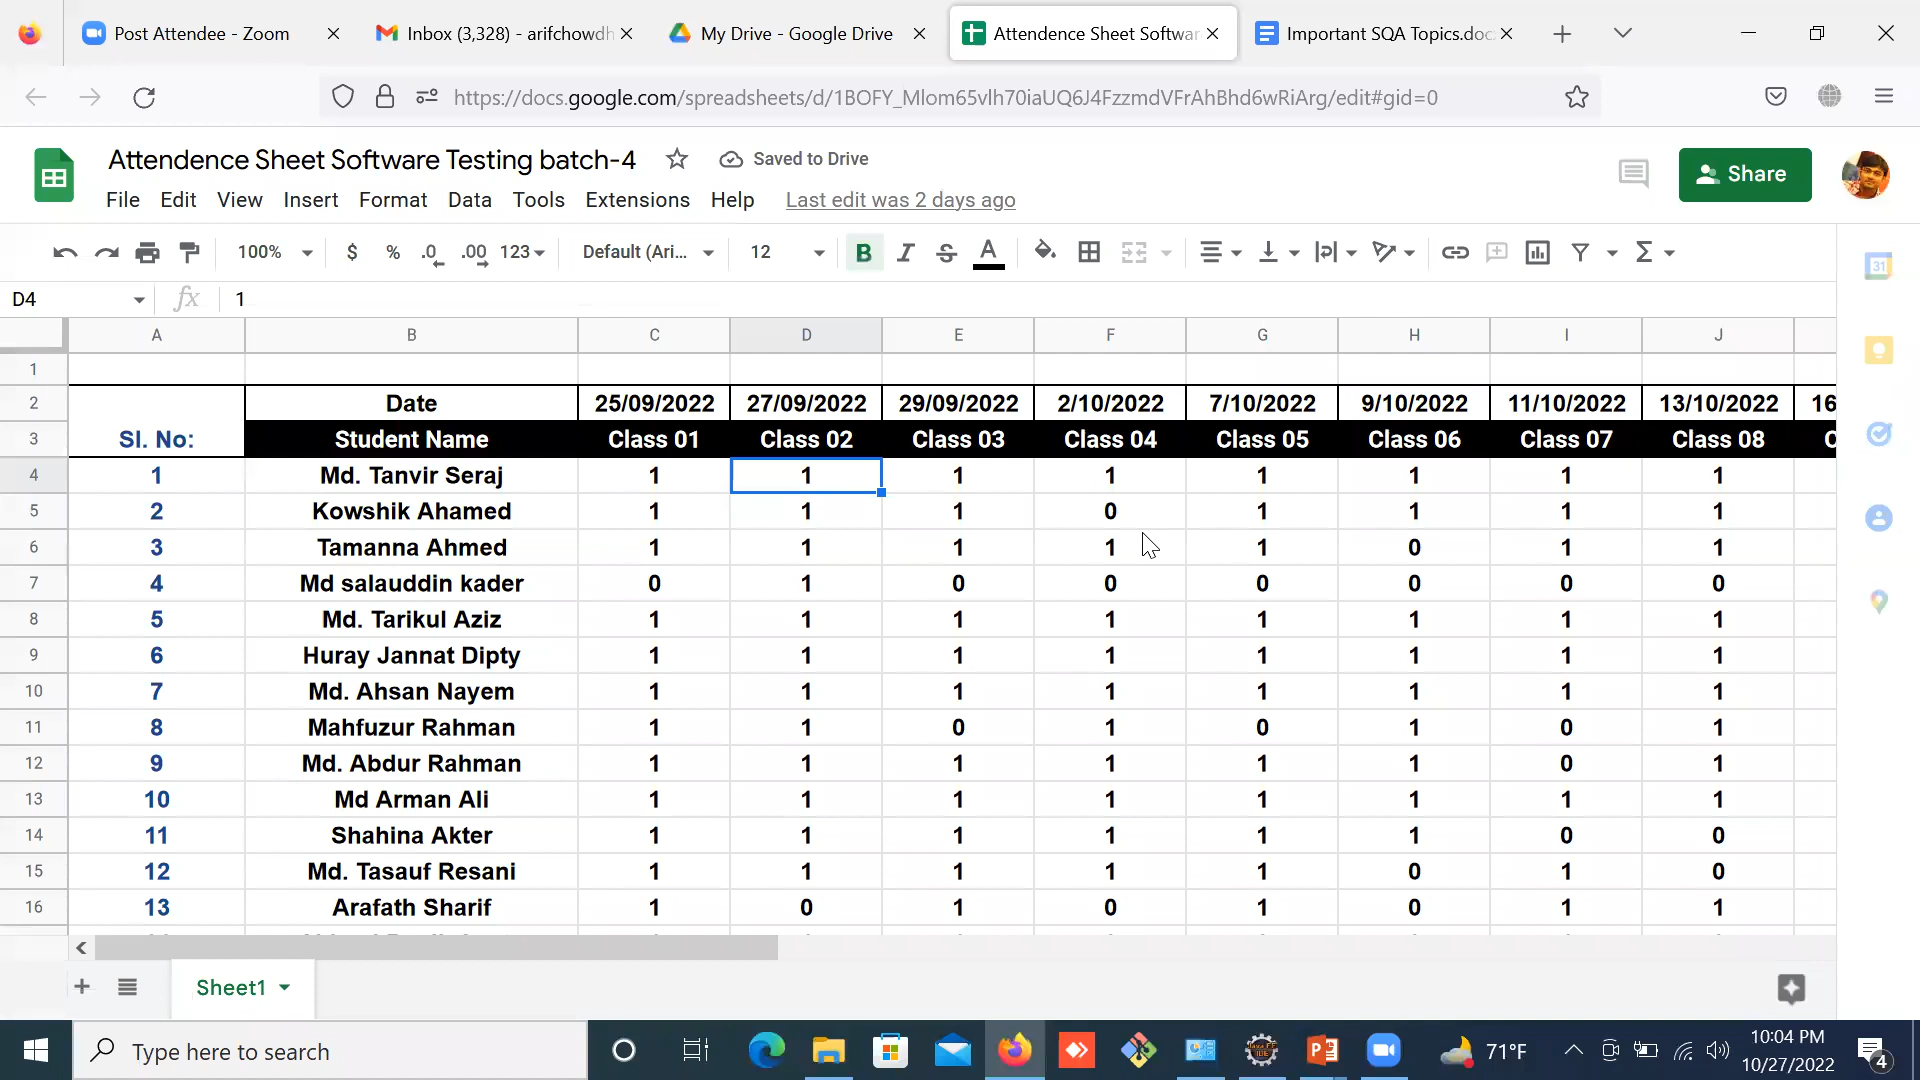 Post Attendee - Zoom
Inbox (3,328) - arifchowdh
My Drive - Google Drive
Attendence Sheet Softwar
Important SQA Topics.doc
https://docs.google.com/spreadsheets/d/1BOFY_Mlom65vlh70iaUQ6J4FzzmdVFrAhBhd6wRiArg/edit#gid=0
Attendence Sheet Software Testing batch-4
Saved to Drive
Share
File Edit View Insert Format Data Tools Extensions Help Last edit was 2 days ago
100% $ % .0 .00 123 Default (Ari... 12 B I S A
31
D4 fx 1
A B C D E F G H I J
1
2 Date 25/09/2022 27/09/2022 29/09/2022 2/10/2022 7/10/2022 9/10/2022 11/10/2022 13/10/2022 16
3 Sl. No: Student Name Class 01 Class 02 Class 03 Class 04 Class 05 Class 06 Class 07 Class 08 C
4 1 Md. Tanvir Seraj 1 1 1 1 1 1 1 1
5 2 Kowshik Ahamed 1 1 1 0 1 1 1 1
6 3 Tamanna Ahmed 1 1 1 1 1 0 1 1
7 4 Md salauddin kader 0 1 0 0 0 0 0 0
8 5 Md. Tarikul Aziz 1 1 1 1 1 1 1 1
9 6 Huray Jannat Dipty 1 1 1 1 1 1 1 1
10 7 Md. Ahsan Nayem 1 1 1 1 1 1 1 1
11 8 Mahfuzur Rahman 1 1 0 1 0 1 0 1
12 9 Md. Abdur Rahman 1 1 1 1 1 1 0 1
13 10 Md Arman Ali 1 1 1 1 1 1 1 1
14 11 Shahina Akter 1 1 1 1 1 1 0 0
15 12 Md. Tasauf Resani 1 1 1 1 1 0 1 0
16 13 Arafath Sharif 1 0 1 0 1 0 1 1
Sheet1
Type here to search
71°F
10:04 PM
10/27/2022
4